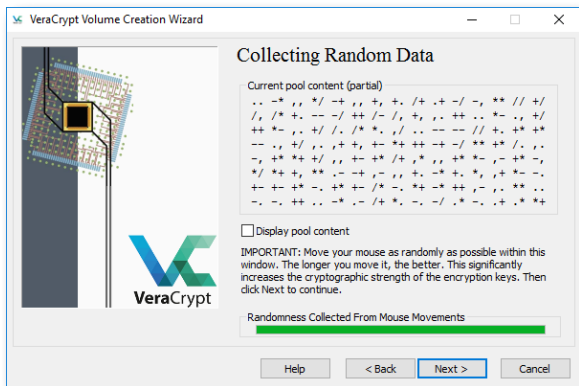 VeraCrypt Volume Creation Wizard
Collecting Random Data
Current pool content (partial)
.. -* ,, */ -+ ,, +, +. /+ .+ -/ -, ** // +/
/, /* +. -- -/ ++ /- /, +, ,. ++ .. *- ., +/
++ *- ,. +/ /. /* *. ,/ .. -- -- // +. +* +*
-- ., +/ ,. ,+ +, +- *+ ++ -+ -/ ** +* /. ,.
-, +* *+ +/ ,, +- +* /+ ,* ,, +* *- ,- +* -,
*/ *+ +, ** .- -+ ,- ,, +. -* +. *, ,+ *- -.
+- +- +* -. +* +- /* -. *+ -* ++ ,- ,. ** ..
-. -. ++ .. -* .- /+ *. -. -/ .* -. .+ .* *+
Display pool content
IMPORTANT: Move your mouse as randomly as possible within this
window. The longer you move it, the better. This significantly
increases the cryptographic strength of the encryption keys. Then
click Next to continue.
Randomness Collected From Mouse Movements
VeraCrypt
Help
< Back
Next >
Cancel